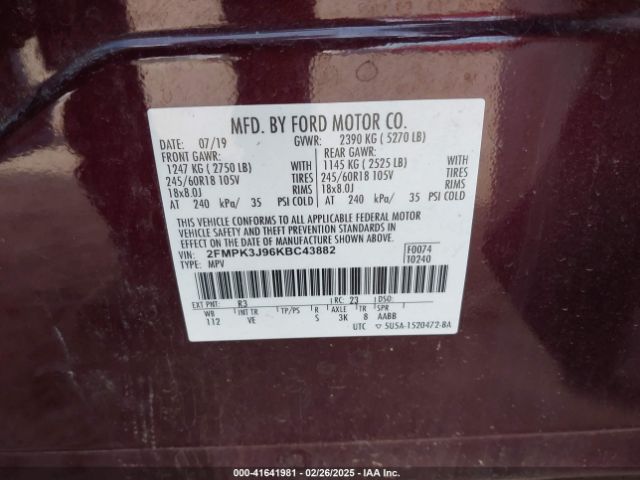 MFD. BY FORD MOTOR CO.
DATE: 07/19 GVWR: 2390 KG ( 5270 LB)
FRONT GAWR: REAR GAWR:
1247 KG ( 2750 LB) WITH 1145 KG ( 2525 LB) WITH
245/60R18 105V TIRES 245/60R18 105V TIRES
18x8.0J RIMS 18x8.0J RIMS
AT 240 kPa/ 35 PSI COLD AT 240 kPa/ 35 PSI COLD
THIS VEHICLE CONFORMS TO ALL APPLICABLE FEDERAL MOTOR
VEHICLE SAFETY AND THEFT PREVENTION STANDARDS IN
EFFECT ON THE DATE OF MANUFACTURE SHOWN ABOVE.
VIN: 2FMPK3J96KBC43882 F0074
TYPE: MPV T0240
EXT PNT: R3 RC: 23 DSO:
WB INT TR TP/PS R AXLE TR SPR
112 VE S 3K 8 AABB
UTC 5U5A-1520472-BA
000-41641981 - 02/26/2025 - IAA Inc.